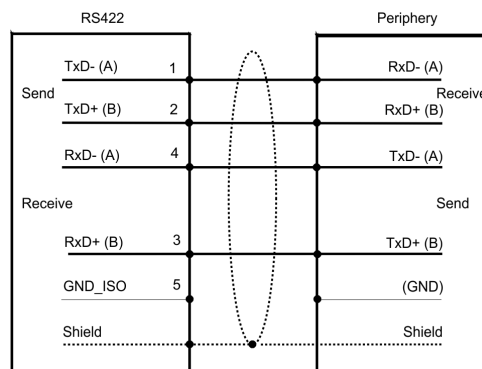 RS422 Periphery
TxD- (A) 1 RxD- (A)
Send Receive
TxD+ (B) 2 RxD+ (B)
RxD- (A) 4 TxD- (A)
Receive Send
RxD+ (B) 3 TxD+ (B)
GND_ISO 5 (GND)
Shield Shield